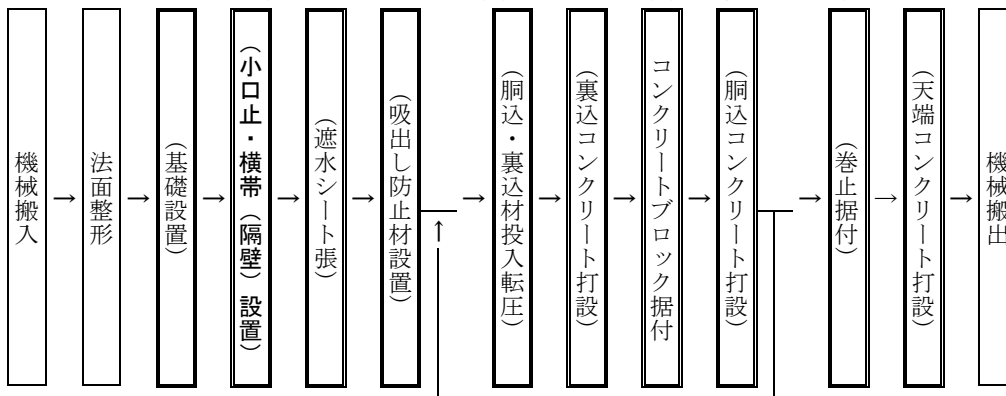 機械搬入
→
法面整形
→
（基礎設置）
→
（小口止・横帯（隔壁）設置）
→
（遮水シート張）
→
（吸出し防止材設置）
↑
（胴込・裏込材投入転圧）
→
（裏込コンクリート打設）
→
コンクリートブロック据付
→
（胴込コンクリート打設）
→
（巻止据付）
→
（天端コンクリート打設）
→
機械搬出